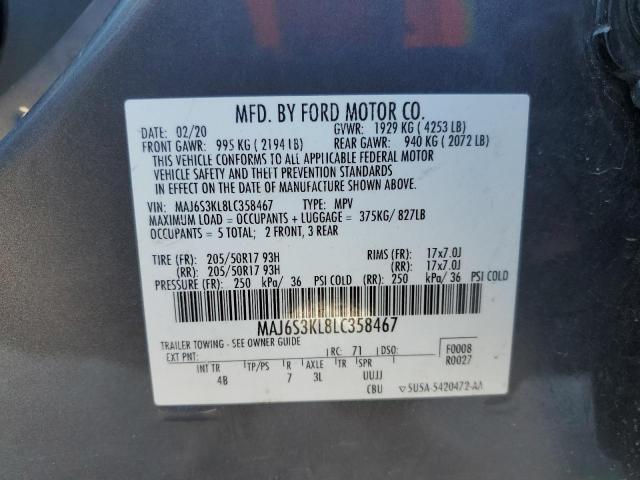 MFD. BY FORD MOTOR CO.
DATE: 02/20 GVWR: 1929 KG ( 4253 LB)
FRONT GAWR: 995 KG ( 2194 LB) REAR GAWR: 940 KG ( 2072 LB)
THIS VEHICLE CONFORMS TO ALL APPLICABLE FEDERAL MOTOR
VEHICLE SAFETY AND THEFT PREVENTION STANDARDS
IN EFFECT ON THE DATE OF MANUFACTURE SHOWN ABOVE.
VIN: MAJ6S3KL8LC358467 TYPE: MPV
MAXIMUM LOAD = OCCUPANTS + LUGGAGE = 375KG/ 827LB
OCCUPANTS = 5 TOTAL; 2 FRONT, 3 REAR
TIRE (FR): 205/50R17 93H RIMS (FR): 17x7.0J
(RR): 205/50R17 93H (RR): 17x7.0J
PRESSURE (FR): 250 kPa/ 36 PSI COLD (RR): 250 kPa/ 36 PSI COLD
MAJ6S3KL8LC358467
TRAILER TOWING - SEE OWNER GUIDE
EXT PNT: RC: 71 DSO: F0008
R0027
INT TR TP/PS R AXLE TR SPR
4B 7 3L UUJJ
CBU ▽5U5A-5420472-AA